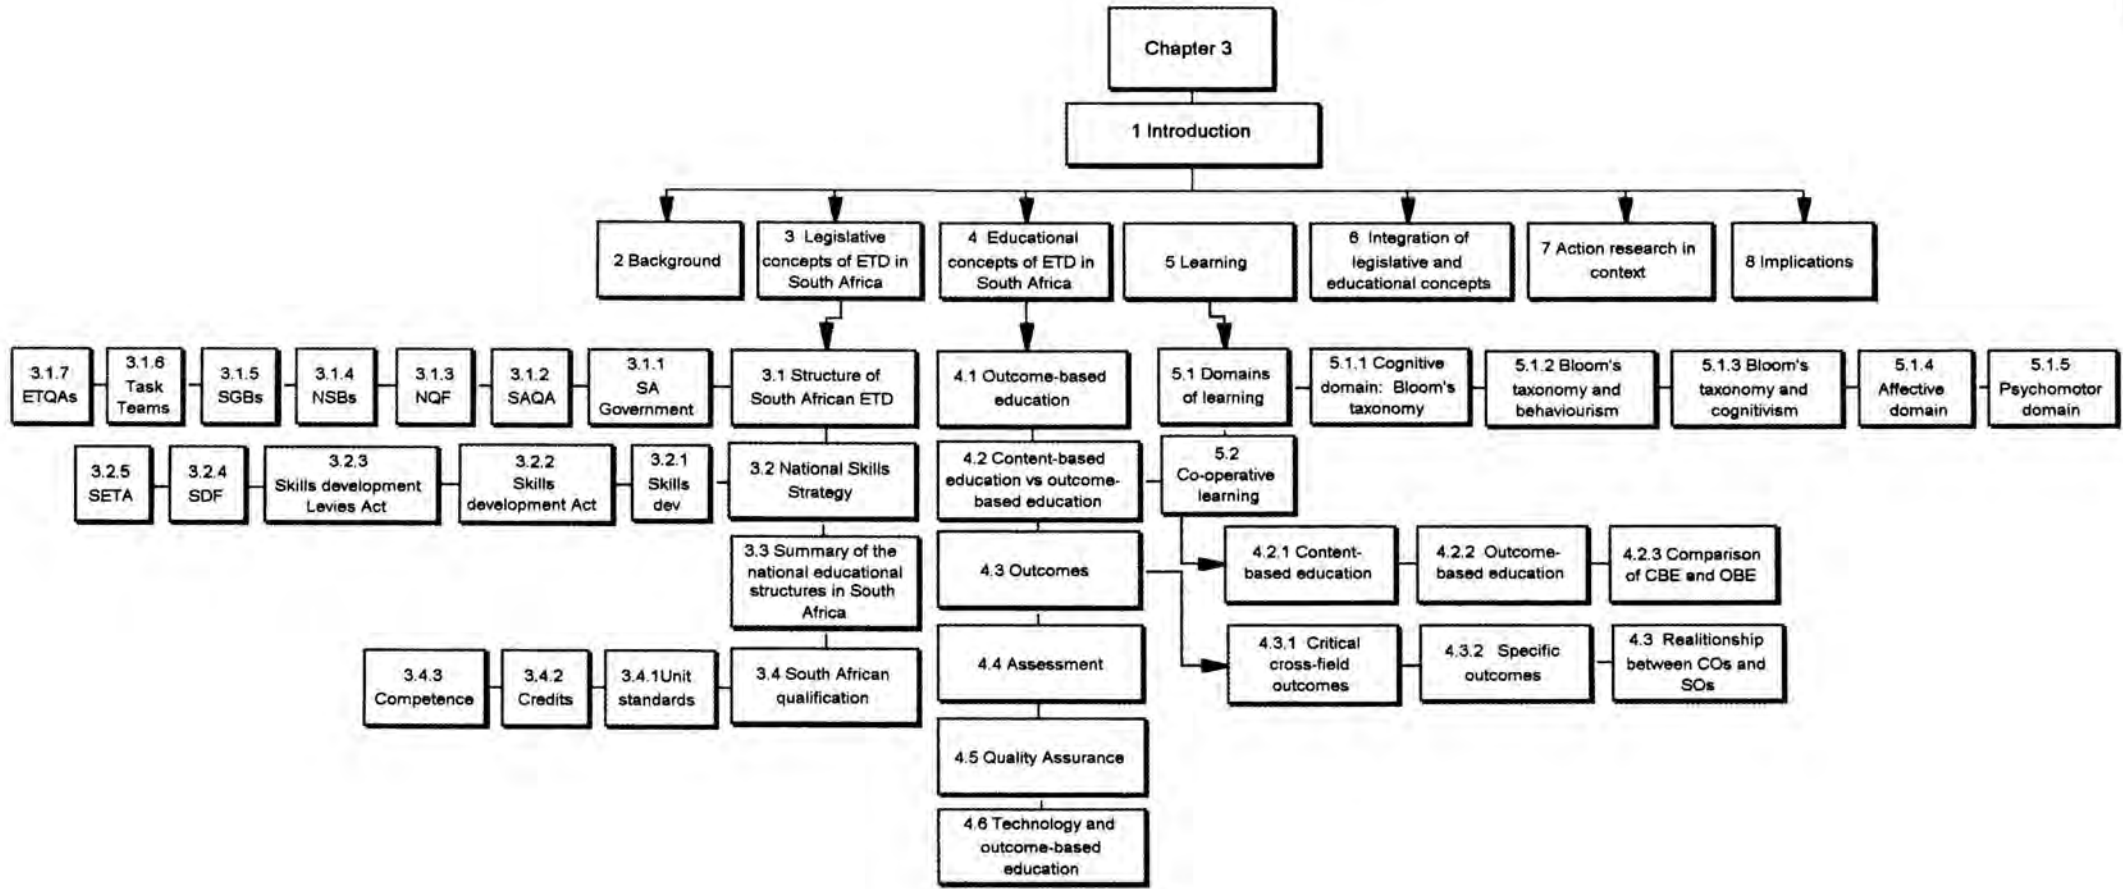 Chapter 3
1 Introduction
2 Background
3 Legislative
concepts of ETD in
South Africa
4 Educational
concepts of ETD in
South Africa
5 Learning
6 Integration of
legislative and
educational concepts
7 Action research in
context
8 Implications
3.1.7
ETQAs
3.1.6
Task
Teams
3.1.5
SGBs
3.1.4
NSBs
3.1.3
NQF
3.1.2
SAQA
3.1.1
SA
Government
3.1 Structure of
South African ETD
4.1 Outcome-based
education
5.1 Domains
of learning
5.1.1 Cognitive
domain: Bloom's
taxonomy
5.1.2 Bloom's
taxonomy and
behaviourism
5.1.3 Bloom's
taxonomy and
cognitivism
5.1.4
Affective
domain
5.1.5
Psychomotor
domain
3.2.5
SETA
3.2.4
SDF
3.2.3
Skills development
Levies Act
3.2.2
Skills
development Act
3.2.1
Skills
dev
3.2 National Skills
Strategy
4.2 Content-based
education vs outcome-
based education
5.2
Co-operative
learning
3.3 Summary of the
national educational
structures in South
Africa
4.3 Outcomes
4.2.1 Content-
based education
4.2.2 Outcome-
based education
4.2.3 Comparison
of CBE and OBE
3.4.3
Competence
3.4.2
Credits
3.4.1Unit
standards
3.4 South African
qualification
4.4 Assessment
4.3.1 Critical
cross-field
outcomes
4.3.2 Specific
outcomes
4.3 Realitionship
between COs and
SOs
4.5 Quality Assurance
4.6 Technology and
outcome-based
education